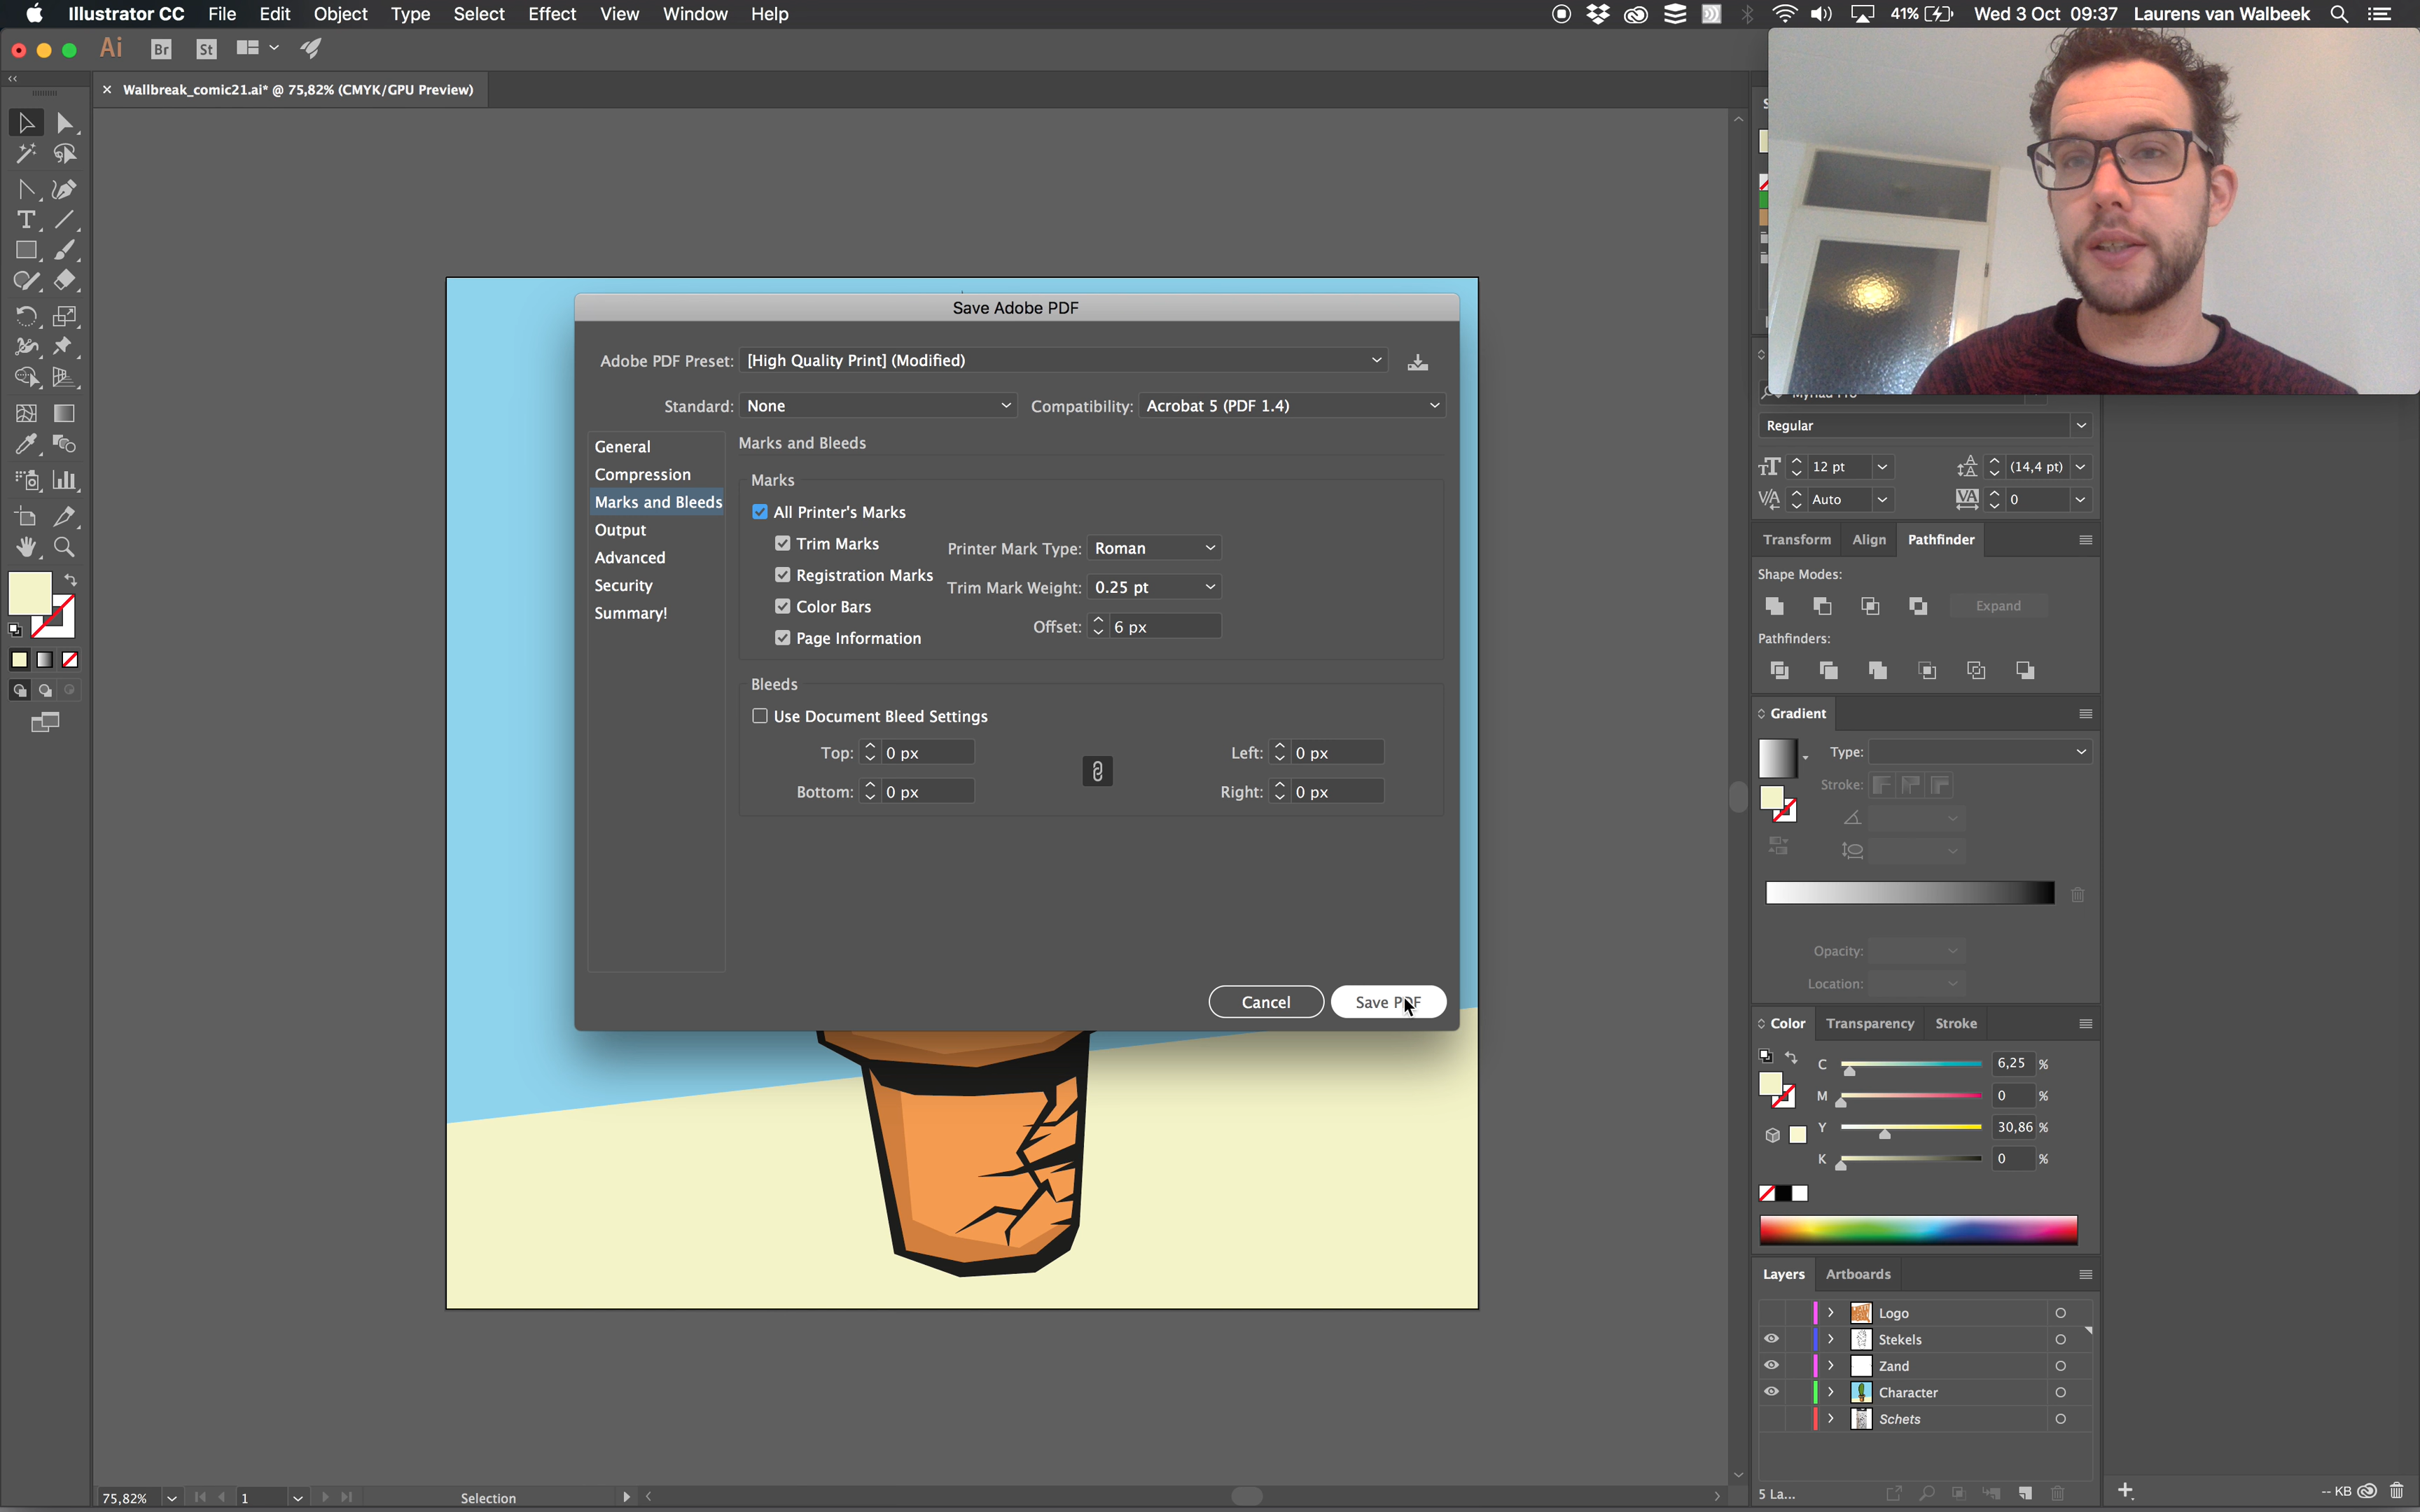 Illustrator CC File Edit Object Type Select Effect View Window Help 41% Wed 3 Oct 09:37 Laurens van Walbeek
Ai Br St
Wallbreak_comic21.ai* @ 75,82% (CMYK/GPU Preview)
Save Adobe PDF
Adobe PDF Preset: [High Quality Print] (Modified)
Standard: None Compatibility: Acrobat 5 (PDF 1.4)
General
Compression
Marks and Bleeds
Output
Advanced
Security
Summary!
Marks and Bleeds
Marks
All Printer's Marks
Trim Marks Printer Mark Type: Roman
Registration Marks Trim Mark Weight: 0.25 pt
Color Bars Offset: 6 px
Page Information
Bleeds
Use Document Bleed Settings
Top: 0 px Left: 0 px
Bottom: 0 px Right: 0 px
Cancel Save PDF
Regular
12 pt (14,4 pt)
Auto 0
Transform Align Pathfinder
Shape Modes:
Expand
Pathfinders:
Gradient
Type:
Stroke:
Opacity:
Location:
Color Transparency Stroke
C 6,25 %
M 0 %
Y 30,86 %
K 0 %
Layers Artboards
Logo
Stekels
Zand
Character
Schets
5 La...
-- KB
75,82% 1 Selection